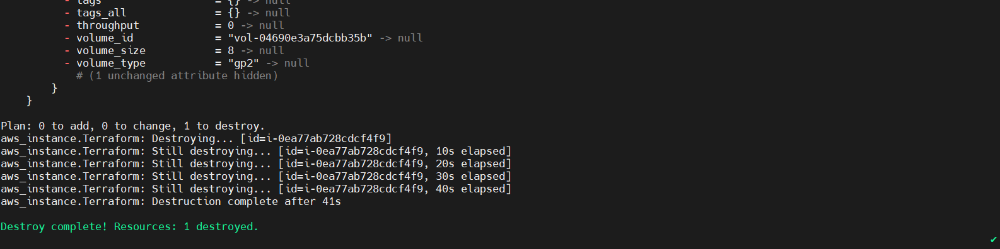 - tags = {} -> null
- tags_all = {} -> null
- throughput = 0 -> null
- volume_id = "vol-04690e3a75dcbb35b" -> null
- volume_size = 8 -> null
- volume_type = "gp2" -> null
# (1 unchanged attribute hidden)
}
}
Plan: 0 to add, 0 to change, 1 to destroy.
aws_instance.Terraform: Destroying... [id=i-0ea77ab728cdcf4f9]
aws_instance.Terraform: Still destroying... [id=i-0ea77ab728cdcf4f9, 10s elapsed]
aws_instance.Terraform: Still destroying... [id=i-0ea77ab728cdcf4f9, 20s elapsed]
aws_instance.Terraform: Still destroying... [id=i-0ea77ab728cdcf4f9, 30s elapsed]
aws_instance.Terraform: Still destroying... [id=i-0ea77ab728cdcf4f9, 40s elapsed]
aws_instance.Terraform: Destruction complete after 41s
Destroy complete! Resources: 1 destroyed.
✔